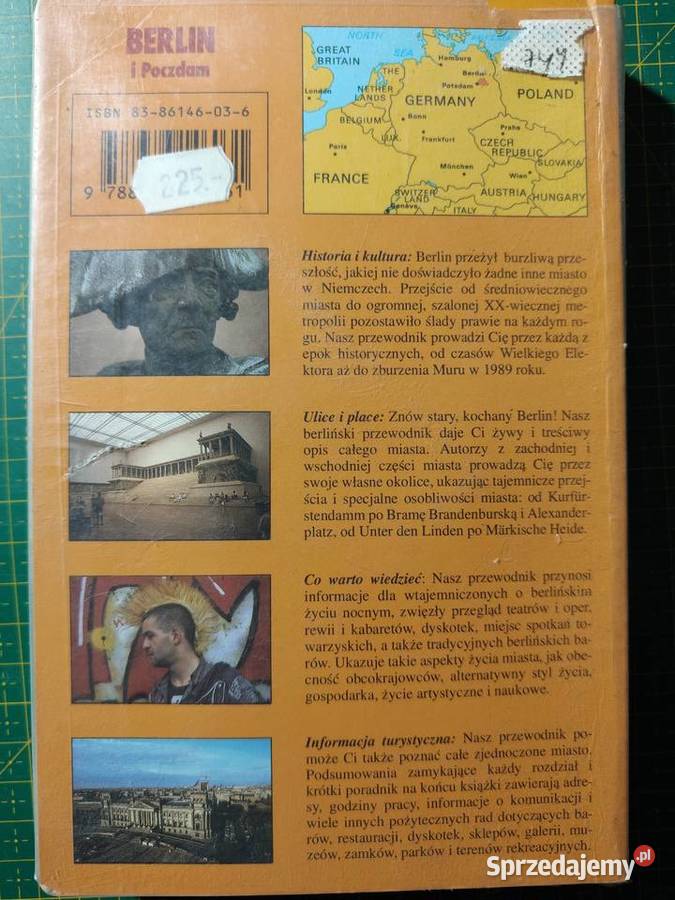 BERLIN
i Poczdam
ISBN 83-86146-03-6
9 788
225.-
NORTH
SEA
GREAT
BRITAIN
London
THE
NETHER
LANDS
Hamburg
Berlin
Potsdam
GERMANY
POLAND
BELGIUM
Bonn
LUX.
Frankfurt
Praha
CZECH
REPUBLIC
Paris
SLOVAKIA
München
Wien
FRANCE
SWITZER
LAND
AUSTRIA
HUNGARY
Genève
ITALY
Historia i kultura: Berlin przeżył burzliwą prze-
szłość, jakiej nie doświadczyło żadne inne miasto
w Niemczech. Przejście od średniowiecznego
miasta do ogromnej, szalonej XX-wiecznej me-
tropolii pozostawiło ślady prawie na każdym ro-
gu. Nasz przewodnik prowadzi Cię przez każdą z
epok historycznych, od czasów Wielkiego Ele-
ktora aż do zburzenia Muru w 1989 roku.
Ulice i place: Znów stary, kochany Berlin! Nasz
berliński przewodnik daje Ci żywy i treściwy
opis całego miasta. Autorzy z zachodniej i
wschodniej części miasta prowadzą Cię przez
swoje własne okolice, ukazując tajemnicze przej-
ścia i specjalne osobliwości miasta: od Kurfür-
stendamm po Bramę Brandenburską i Alexander-
platz, od Unter den Linden po Märkische Heide.
Co warto wiedzieć: Nasz przewodnik przynosi
informacje dla wtajemniczonych o berlińskim
życiu nocnym, zwięzły przegląd teatrów i oper,
rewii i kabaretów, dyskotek, miejsc spotkań to-
warzyskich, a także tradycyjnych berlińskich ba-
rów. Ukazuje takie aspekty życia miasta, jak obe-
cność obcokrajowców, alternatywny styl życia,
gospodarka, życie artystyczne i naukowe.
Informacja turystyczna: Nasz przewodnik po-
może Ci także poznać całe zjednoczone miasto.
Podsumowania zamykające każdy rozdział i
krótki poradnik na końcu książki zawierają adre-
sy, godziny pracy, informacje o komunikacji i
wiele innych pożytecznych rad dotyczących ba-
rów, restauracji, dyskotek, sklepów, galerii, mu-
zeów, zamków, parków i terenów rekreacyjnych.
Sprzedajemy.pl